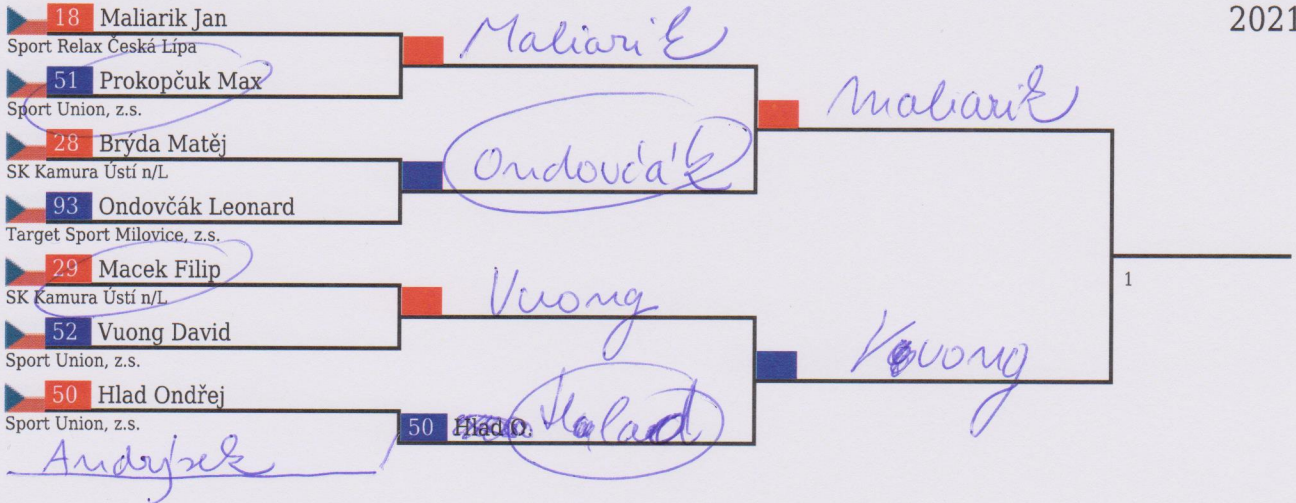 2021
18 Maliarik Jan
Sport Relax Česká Lípa
Maliarik
51 Prokopčuk Max
Sport Union, z.s.
Maliarik
28 Brýda Matěj
SK Kamura Ústí n/L
Ondovčák
93 Ondovčák Leonard
Target Sport Milovice, z.s.
29 Macek Filip
SK Kamura Ústí n/L
1
Vuong
52 Vuong David
Sport Union, z.s.
Vuong
50 Hlad Ondřej
Sport Union, z.s.
50 Hlad O.
Andrýsek